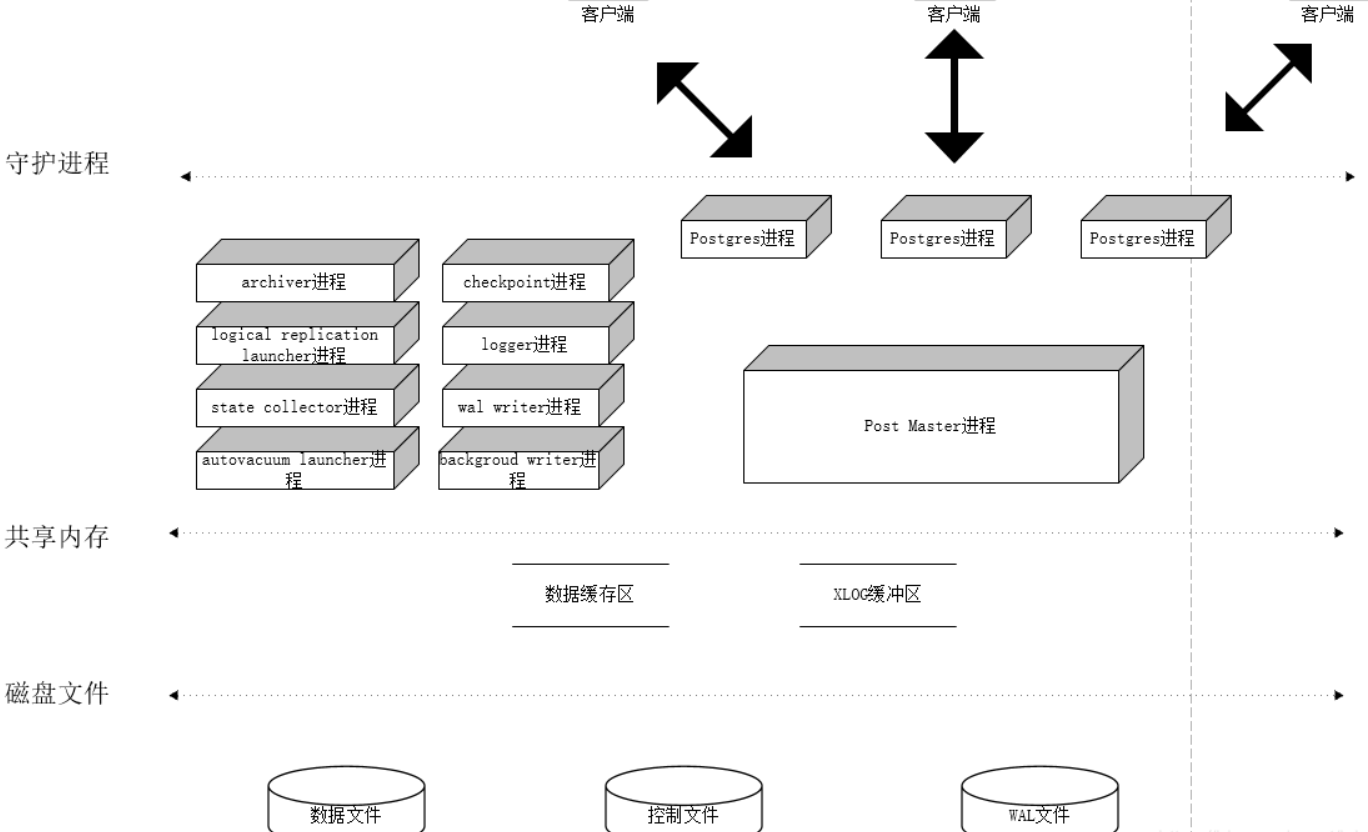 客户端
客户端
客户端
守护进程
Postgres进程
Postgres进程
Postgres进程
archiver进程
checkpoint进程
logical replication
launcher进程
logger进程
state collector进程
wal writer进程
Post Master进程
autovacuum launcher进
程
backgroud writer进
程
共享内存
数据缓存区
XLOG缓冲区
磁盘文件
数据文件
控制文件
WAL文件